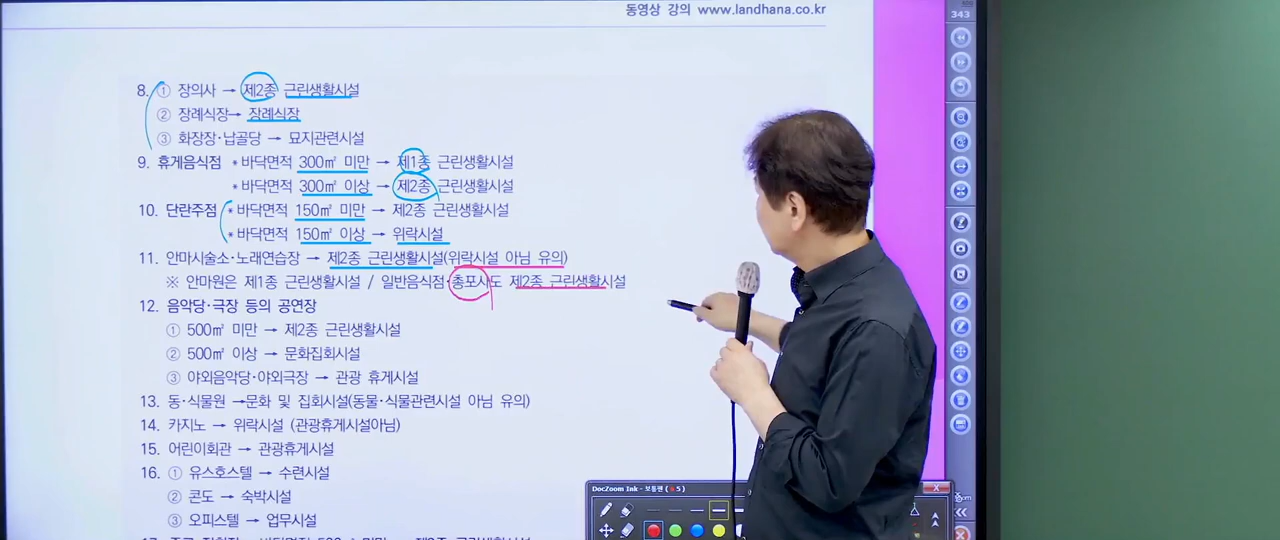 동영상 강의 www.landhana.co.kr
343
8. ① 장의사 → 제2종 근린생활시설
② 장례식장→ 장례식장
③ 화장장·납골당 → 묘지관련시설
9. 휴게음식점 * 바닥면적 300㎡ 미만 → 제1종 근린생활시설
* 바닥면적 300㎡ 이상 → 제2종 근린생활시설
10. 단란주점 * 바닥면적 150㎡ 미만 → 제2종 근린생활시설
* 바닥면적 150㎡ 이상 → 위락시설
11. 안마시술소·노래연습장 → 제2종 근린생활시설(위락시설 아님 유의)
※ 안마원은 제1종 근린생활시설 / 일반음식점·총포사도 제2종 근린생활시설
12. 음악당·극장 등의 공연장
① 500㎡ 미만 → 제2종 근린생활시설
② 500㎡ 이상 → 문화집회시설
③ 야외음악당·야외극장 → 관광 휴게시설
13. 동·식물원 →문화 및 집회시설(동물·식물관련시설 아님 유의)
14. 카지노 → 위락시설 (관광휴게시설아님)
15. 어린이회관 → 관광휴게시설
16. ① 유스호스텔 → 수련시설
② 콘도 → 숙박시설
③ 오피스텔 → 업무시설
DocZoom Ink - 보통펜 ( 5 )